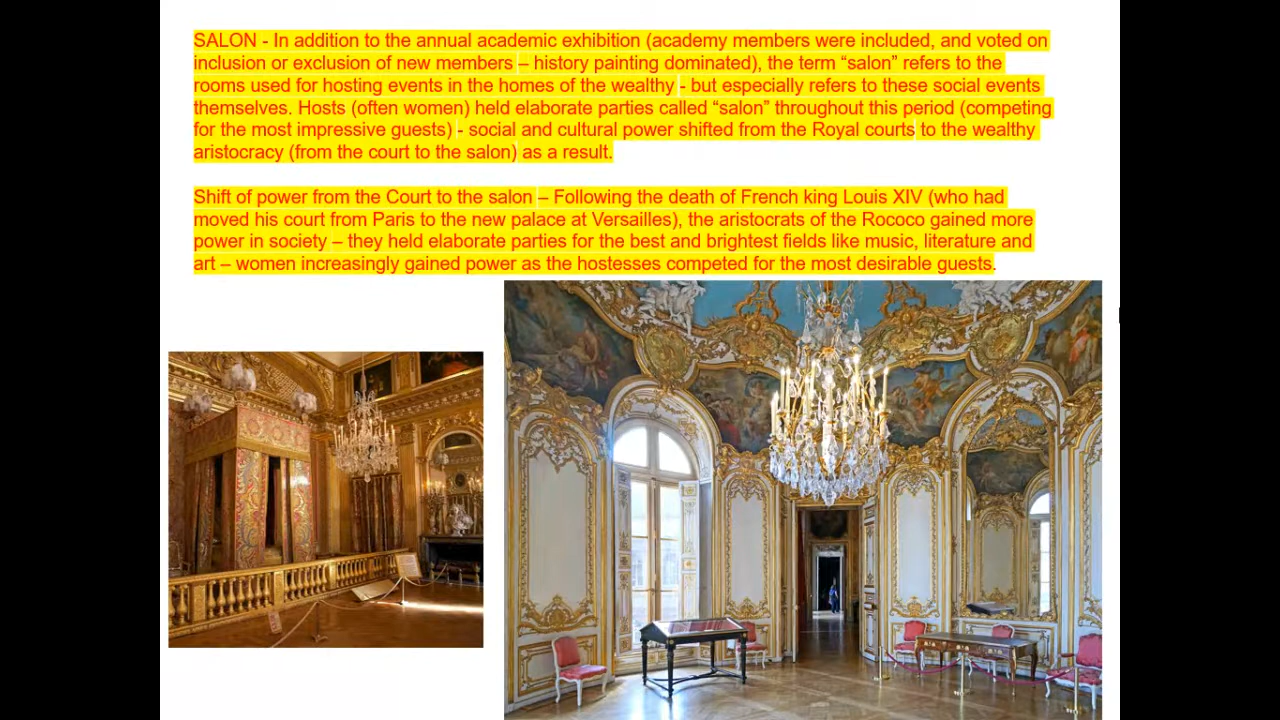 SALON - In addition to the annual academic exhibition (academy members were included, and voted on
inclusion or exclusion of new members – history painting dominated), the term “salon” refers to the
rooms used for hosting events in the homes of the wealthy - but especially refers to these social events
themselves. Hosts (often women) held elaborate parties called “salon” throughout this period (competing
for the most impressive guests) - social and cultural power shifted from the Royal courts to the wealthy
aristocracy (from the court to the salon) as a result.
Shift of power from the Court to the salon – Following the death of French king Louis XIV (who had
moved his court from Paris to the new palace at Versailles), the aristocrats of the Rococo gained more
power in society – they held elaborate parties for the best and brightest fields like music, literature and
art – women increasingly gained power as the hostesses competed for the most desirable guests.